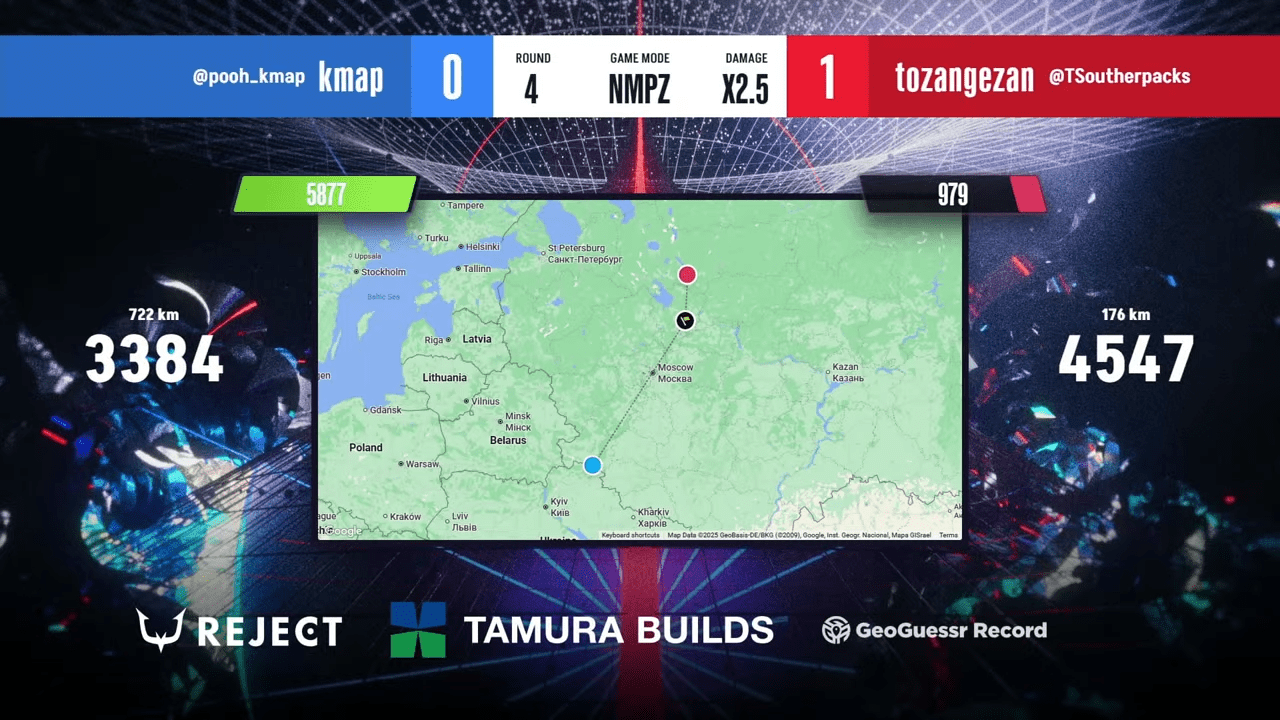 @pooh_kmap kmap 0
ROUND
4
GAME MODE
NMPZ
DAMAGE
X2.5
1 tozangezan @TSoutherpacks
5877
979
722 km
3384
176 km
4547
Tampere
Turku
Helsinki
Uppsala
Stockholm
Tallinn
St Petersburg
Санкт-Петербург
Baltic Sea
Riga
Latvia
Moscow
Москва
Kazan
Казань
Lithuania
Vilnius
Gdańsk
Minsk
Мінск
Belarus
Poland
Warsaw
Kyiv
Київ
Kraków
Lviv
Львів
Kharkiv
Харків
Google
Keyboard shortcuts
Map Data ©2025 GeoBasis-DE/BKG (©2009), Google, Inst. Geogr. Nacional, Mapa GISrael
Terms
REJECT
TAMURA BUILDS
GeoGuessr Record